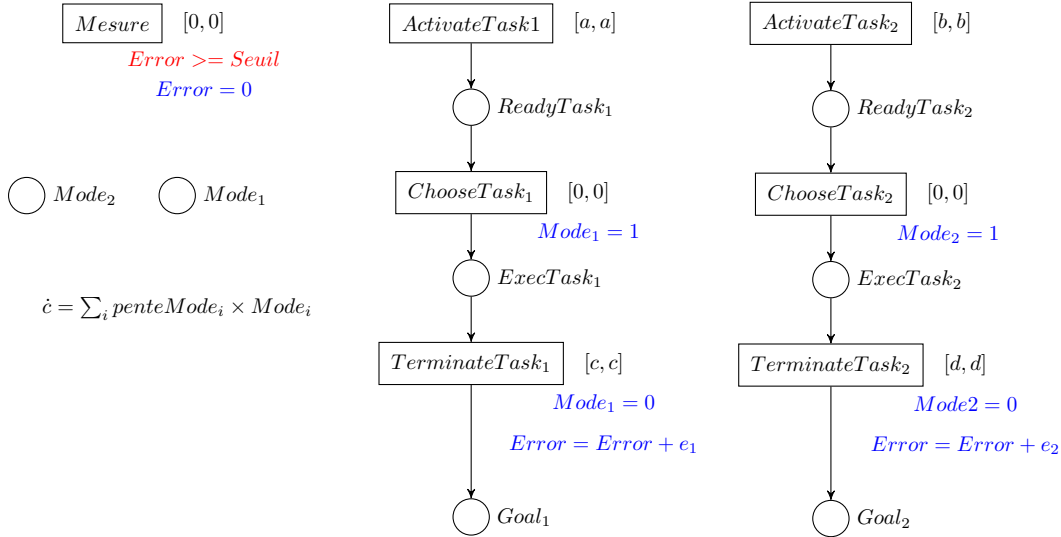 Mesure [0, 0]
Error >= Seuil
Error = 0
Mode₂ Mode₁
ċ = ∑ᵢ penteModeᵢ × Modeᵢ
ActivateTask1 [a, a]
ReadyTask₁
ChooseTask₁ [0, 0]
Mode₁ = 1
ExecTask₁
TerminateTask₁ [c, c]
Mode₁ = 0
Error = Error + e₁
Goal₁
ActivateTask₂ [b, b]
ReadyTask₂
ChooseTask₂ [0, 0]
Mode₂ = 1
ExecTask₂
TerminateTask₂ [d, d]
Mode2 = 0
Error = Error + e₂
Goal₂